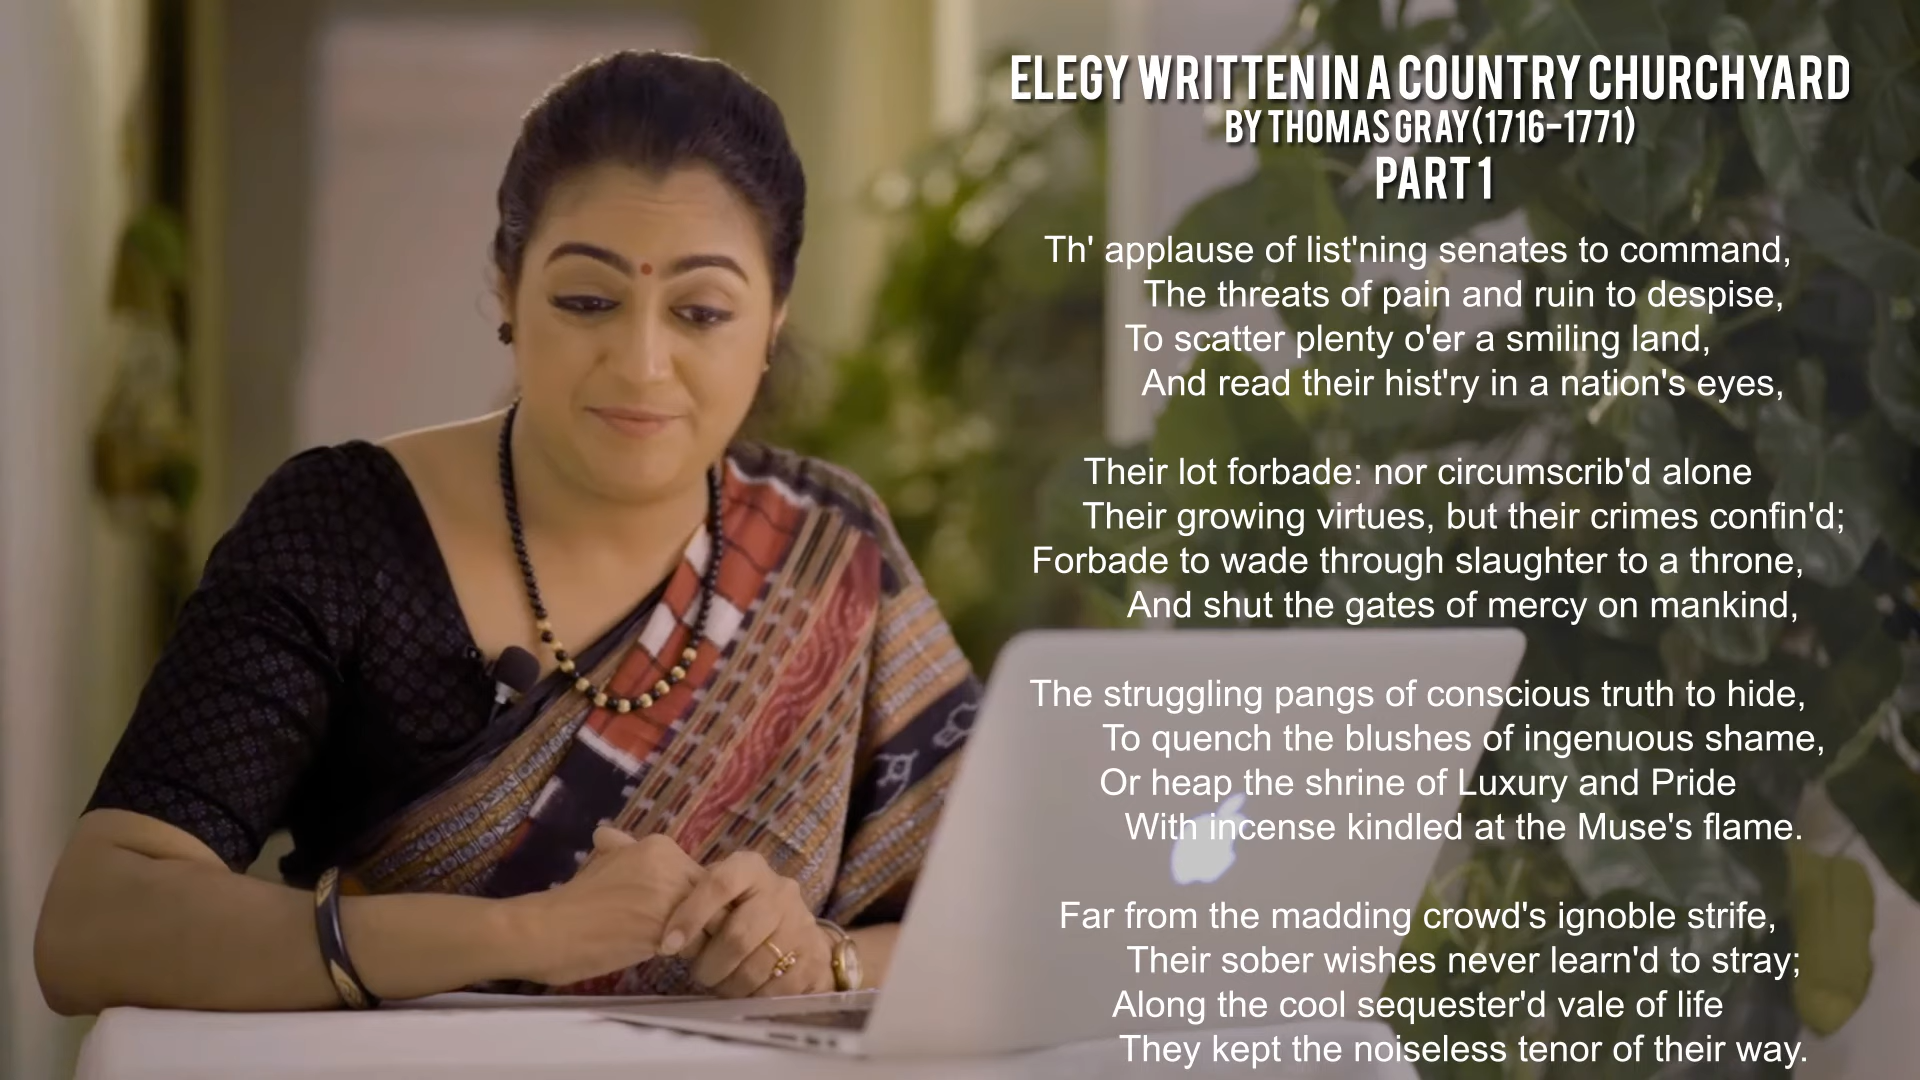 ELEGY WRITTEN IN A COUNTRY CHURCHYARD
BY THOMAS GRAY (1716-1771)
PART 1
Th' applause of list'ning senates to command,
The threats of pain and ruin to despise,
To scatter plenty o'er a smiling land,
And read their hist'ry in a nation's eyes,
Their lot forbade: nor circumscrib'd alone
Their growing virtues, but their crimes confin'd;
Forbade to wade through slaughter to a throne,
And shut the gates of mercy on mankind,
The struggling pangs of conscious truth to hide,
To quench the blushes of ingenuous shame,
Or heap the shrine of Luxury and Pride
With incense kindled at the Muse's flame.
Far from the madding crowd's ignoble strife,
Their sober wishes never learn'd to stray;
Along the cool sequester'd vale of life
They kept the noiseless tenor of their way.